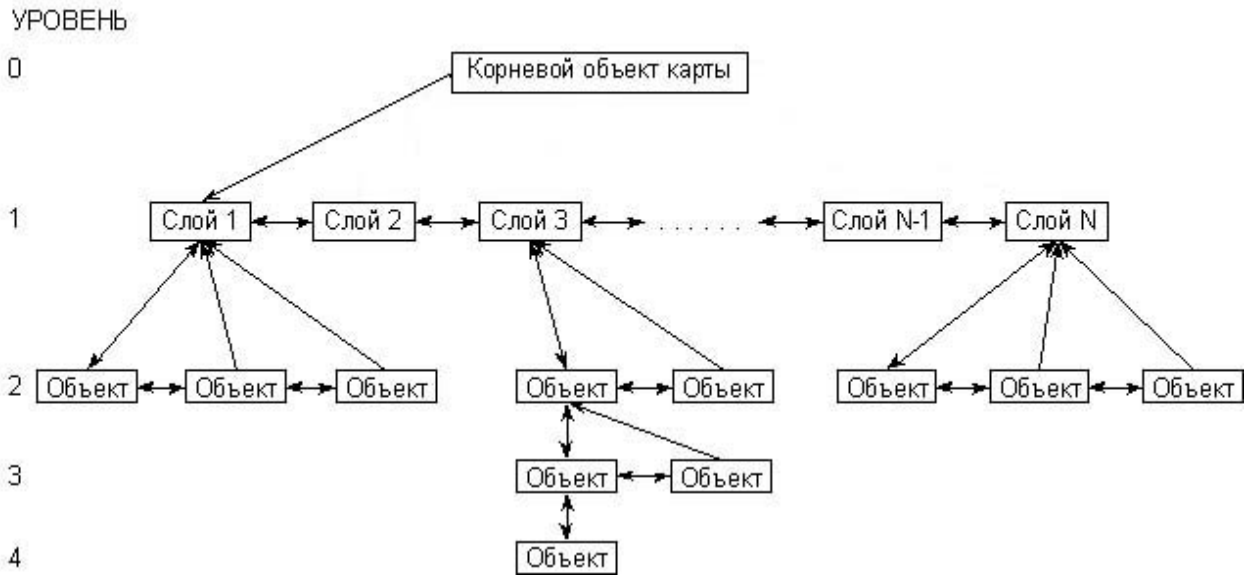 УРОВЕНЬ
0 Корневой объект карты
1 Слой 1 Слой 2 Слой 3 . . . . . . Слой N-1 Слой N
2 Объект Объект Объект Объект Объект Объект Объект Объект
3 Объект Объект
4 Объект